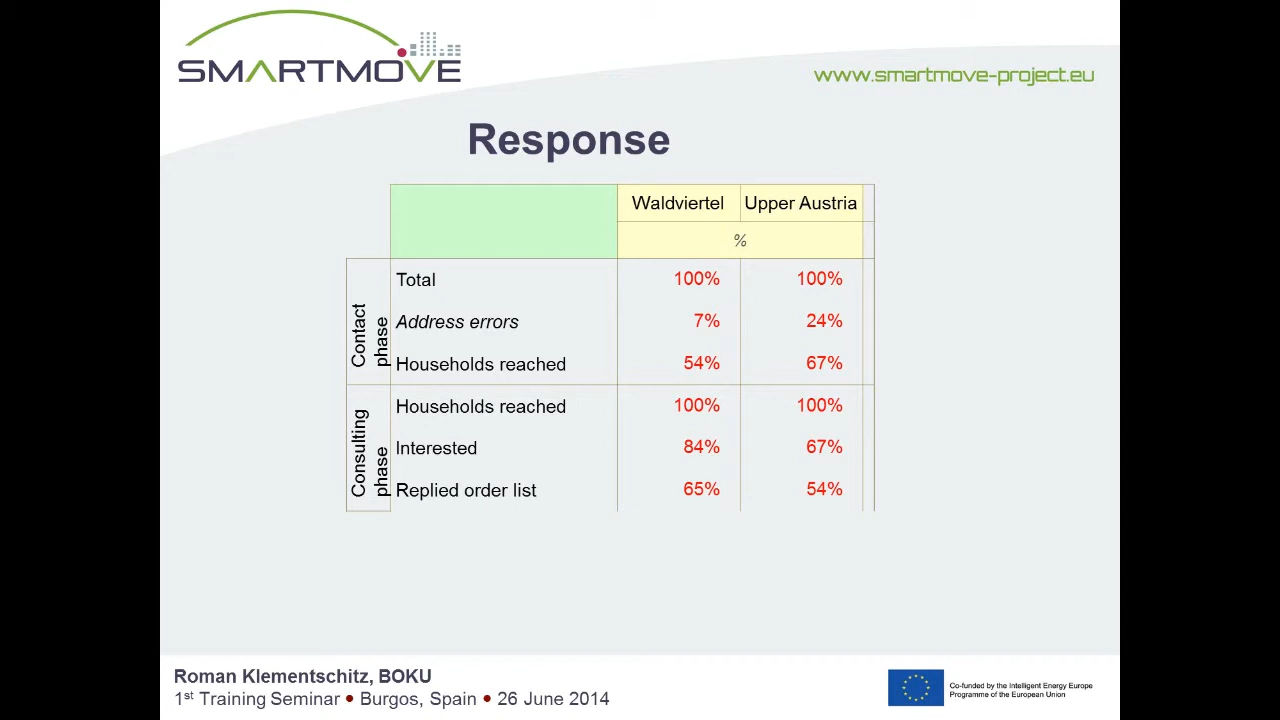 SMARTMOVE
www.smartmove-project.eu
Response
Waldviertel Upper Austria
%
Contact phase
Total 100% 100%
Address errors 7% 24%
Households reached 54% 67%
Consulting phase
Households reached 100% 100%
Interested 84% 67%
Replied order list 65% 54%
Roman Klementschitz, BOKU
1st Training Seminar • Burgos, Spain • 26 June 2014
Co-funded by the Intelligent Energy Europe
Programme of the European Union